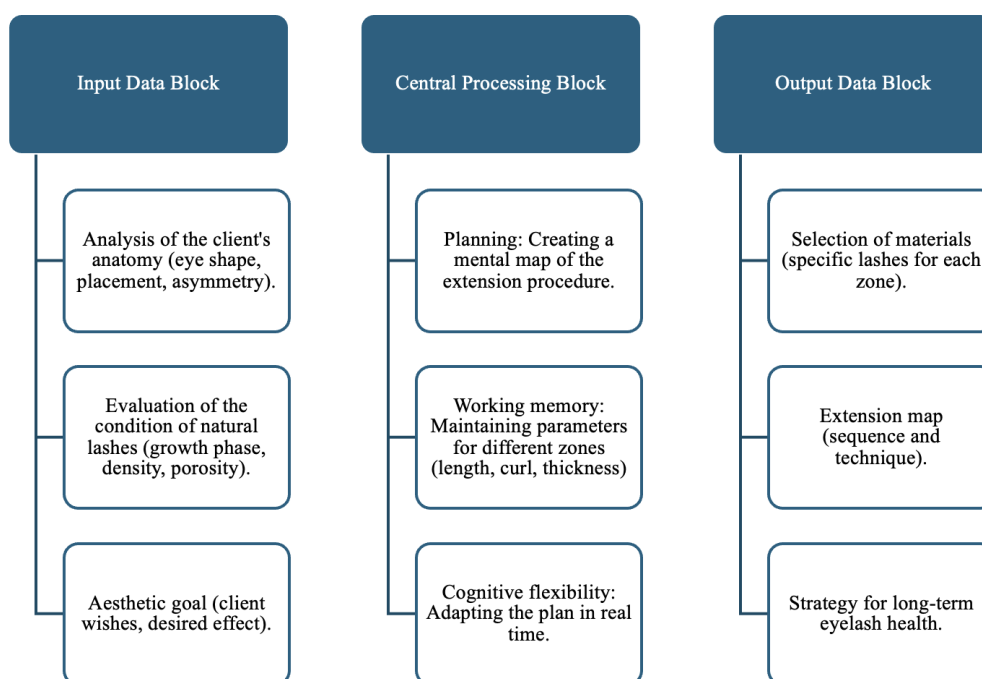 Input Data Block
Analysis of the client's
anatomy (eye shape,
placement, asymmetry).
Evaluation of the
condition of natural
lashes (growth phase,
density, porosity).
Aesthetic goal (client
wishes, desired effect).
Central Processing Block
Planning: Creating a
mental map of the
extension procedure.
Working memory:
Maintaining parameters
for different zones
(length, curl, thickness)
Cognitive flexibility:
Adapting the plan in real
time.
Output Data Block
Selection of materials
(specific lashes for each
zone).
Extension map
(sequence and
technique).
Strategy for long-term
eyelash health.